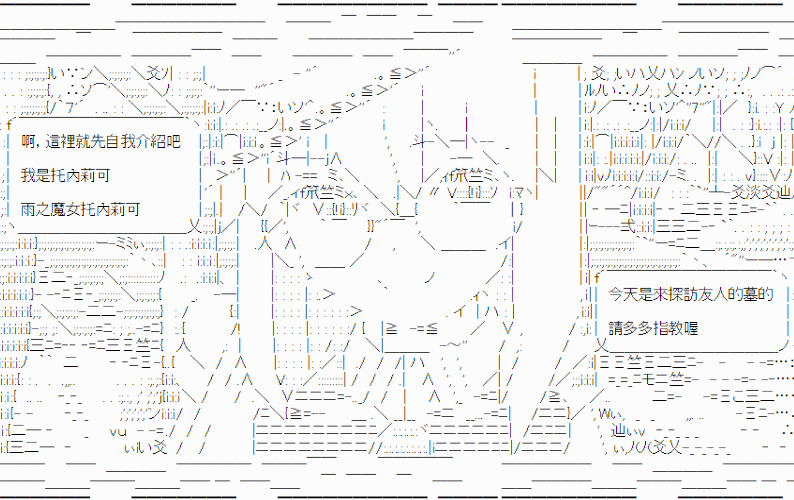 啊，這裡就先自我介紹吧
我是托內莉可
雨之魔女托內莉可
今天是來探訪友人的墓的
請多多指教喔